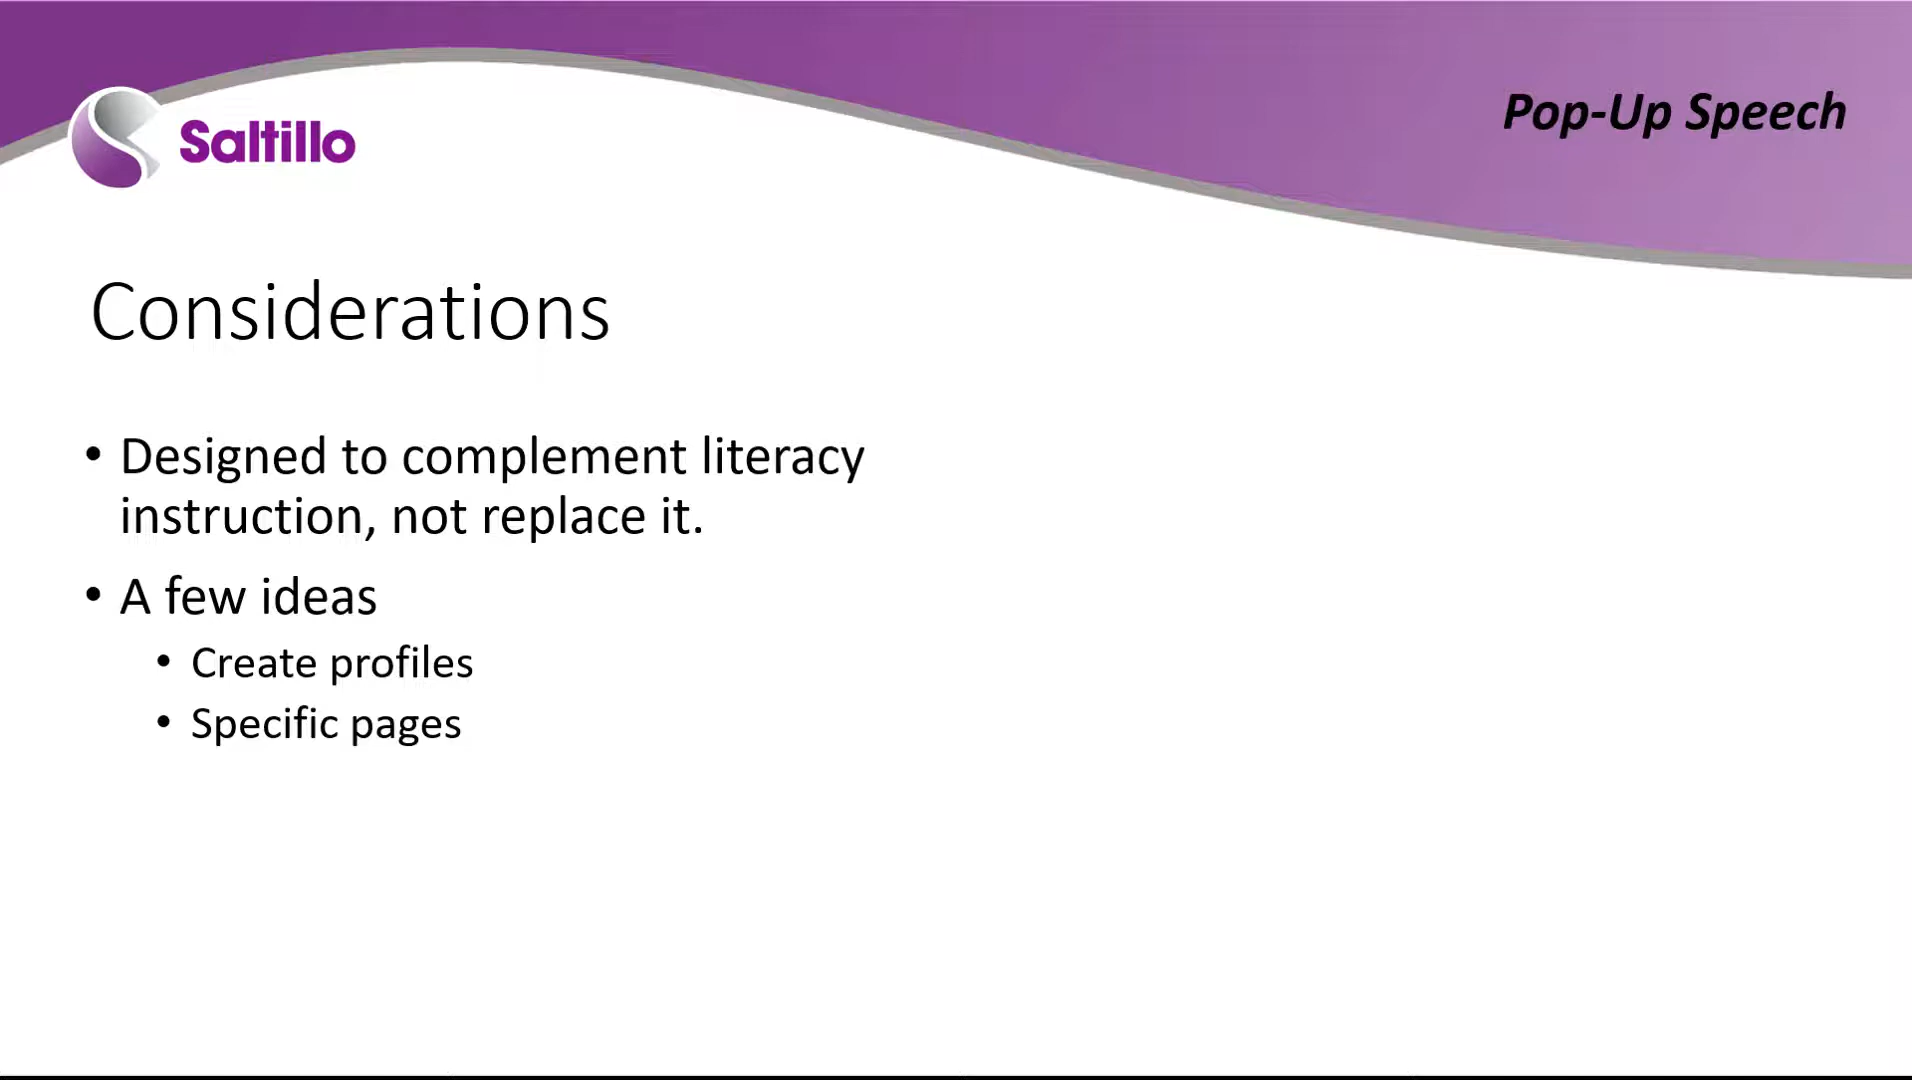 Pop-Up Speech
Saltillo
Considerations
• Designed to complement literacy
instruction, not replace it.
• A few ideas
• Create profiles
• Specific pages